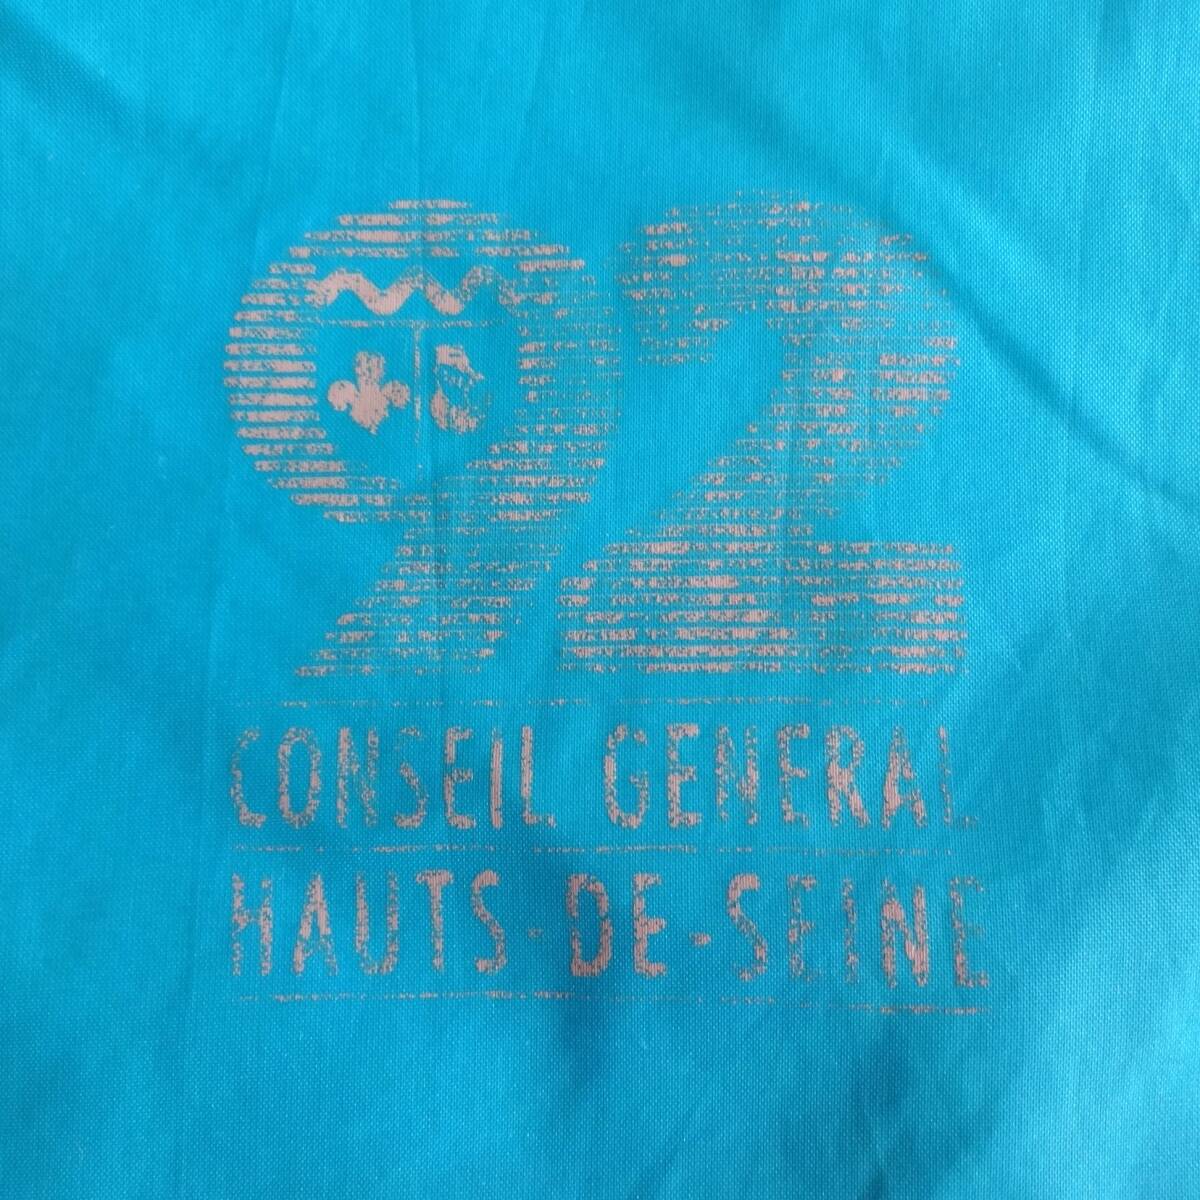 92
CONSEIL GENERAL
HAUTS-DE-SEINE